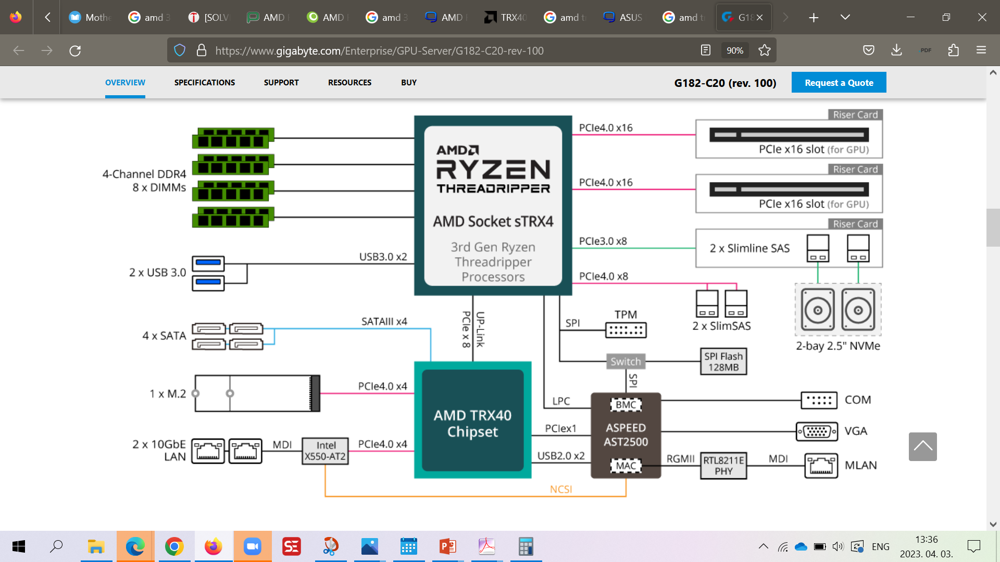 Moth
amd 3
[SOLV
AMD
AMD
amd 3
AMD
TRX40
amd t
ASUS
amd t
G18
https://www.gigabyte.com/Enterprise/GPU-Server/G182-C20-rev-100
90%
PDF
OVERVIEW
SPECIFICATIONS
SUPPORT
RESOURCES
BUY
G182-C20 (rev. 100)
Request a Quote
4-Channel DDR4
8 x DIMMs
AMD
RYZEN
THREADRIPPER
AMD Socket sTRX4
3rd Gen Ryzen
Threadripper
Processors
PCIe4.0 x16
Riser Card
PCIe x16 slot (for GPU)
PCIe4.0 x16
Riser Card
PCIe x16 slot (for GPU)
PCIe3.0 x8
Riser Card
2 x Slimline SAS
PCIe4.0 x8
2 x SlimSAS
2-bay 2.5" NVMe
2 x USB 3.0
USB3.0 x2
4 x SATA
SATAIII x4
UP-Link
PCIe x 8
SPI
TPM
Switch
SPI Flash
128MB
SPI
1 x M.2
PCIe4.0 x4
AMD TRX40
Chipset
LPC
PCIex1
USB2.0 x2
BMC
ASPEED
AST2500
MAC
COM
VGA
RGMII
RTL8211E
PHY
MDI
MLAN
2 x 10GbE
LAN
MDI
Intel
X550-AT2
PCIe4.0 x4
NCSI
SE
ENG
13:36
2023. 04. 03.